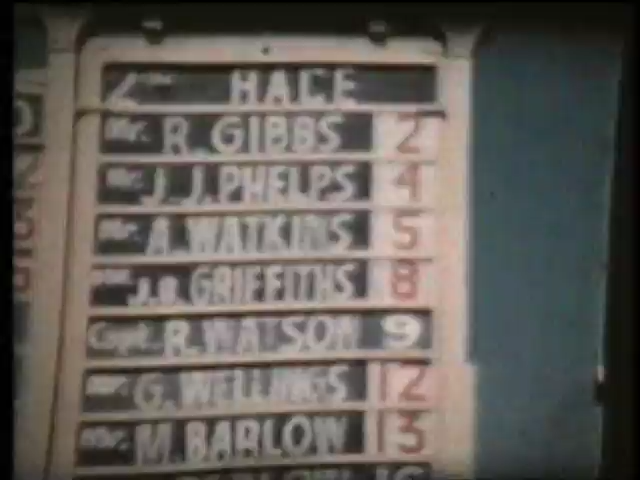 2nd RACE
Mr. R. GIBBS 2
Mr. J. J. PHELPS 4
Mr. A. WATKINS 5
J.B. GRIFFITHS 8
Capt. R. WATSON 9
Mr. G. WELLINGS 12
Mr. M. BARLOW 13